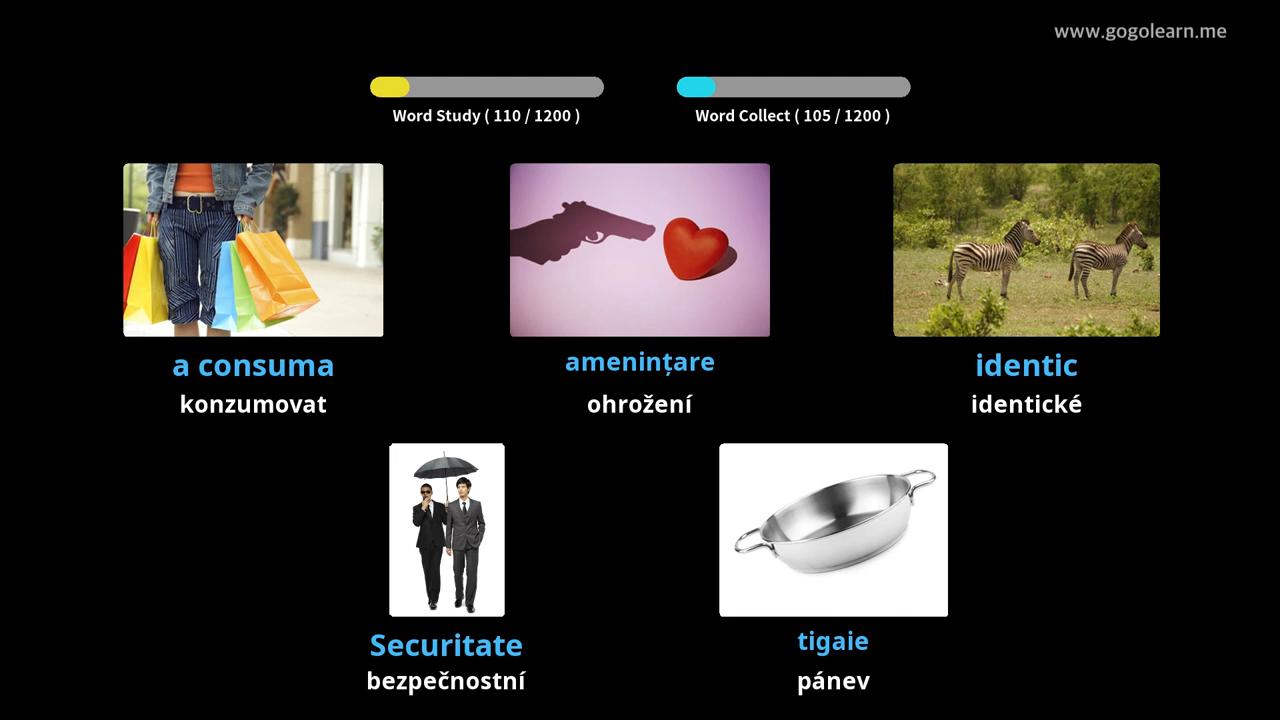 www.gogolearn.me
Word Study ( 110 / 1200 )
Word Collect ( 105 / 1200 )
a consuma
konzumovat
amenințare
ohrožení
identic
identické
Securitate
bezpečnostní
tigaie
pánev